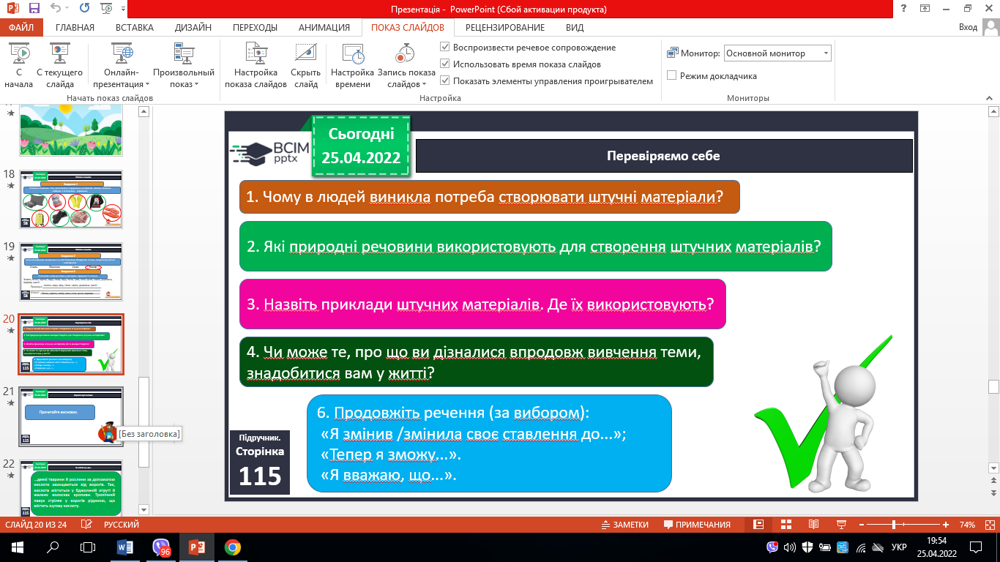 Презентація - PowerPoint (Сбой активации продукта)
ФАЙЛ ГЛАВНАЯ ВСТАВКА ДИЗАЙН ПЕРЕХОДЫ АНИМАЦИЯ ПОКАЗ СЛАЙДОВ РЕЦЕНЗИРОВАНИЕ ВИД Вход
С начала
С текущего слайда
Онлайн-презентация
Произвольный показ
Начать показ слайдов
Настройка показа слайдов
Скрыть слайд
Настройка времени
Запись показа слайдов
Воспроизвести речевое сопровождение
Использовать время показа слайдов
Показать элементы управления проигрывателем
Настройка
Монитор: Основной монитор
Режим докладчика
Мониторы
18
19
20
21
Прочитайте висновок.
[Без заголовка]
22
...деякі тварини й рослини за допомогою
кислоти захищаються від ворогів. Так,
кислота міститься у бджолиній отруті й
жалких волосках кропиви. Тропічний
павук стріляє у ворогів рідиною, що
містить оцтову кислоту.
ВСІМ
pptx
Сьогодні
25.04.2022
Перевіряємо себе
1. Чому в людей виникла потреба створювати штучні матеріали?
2. Які природні речовини використовують для створення штучних матеріалів?
3. Назвіть приклади штучних матеріалів. Де їх використовують?
4. Чи може те, про що ви дізналися впродовж вивчення теми,
знадобитися вам у житті?
6. Продовжіть речення (за вибором):
«Я змінив /змінила своє ставлення до...»;
«Тепер я зможу...».
«Я вважаю, що...».
Підручник.
Сторінка
115
СЛАЙД 20 ИЗ 24 РУССКИЙ ЗАМЕТКИ ПРИМЕЧАНИЯ 74%
96
УКР
19:54
25.04.2022